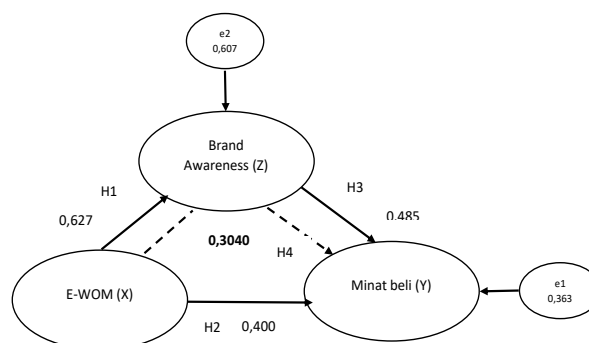 e2
0,607
Brand
Awareness (Z)
H1
H3
0,627
0.485
0,3040
H4
E-WOM (X)
Minat beli (Y)
e1
0,363
H2
0,400